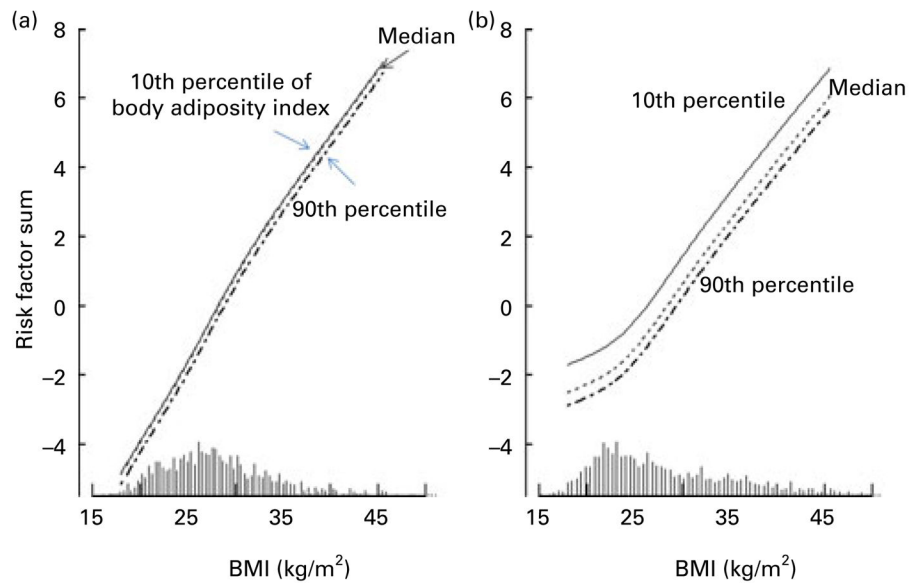 (a)
8
6
4
2
0
−2
−4
Risk factor sum
Median
10th percentile of
body adiposity index
90th percentile
15
25
35
45
BMI (kg/m²)
(b)
8
6
4
2
0
−2
−4
10th percentile
Median
90th percentile
15
25
35
45
BMI (kg/m²)